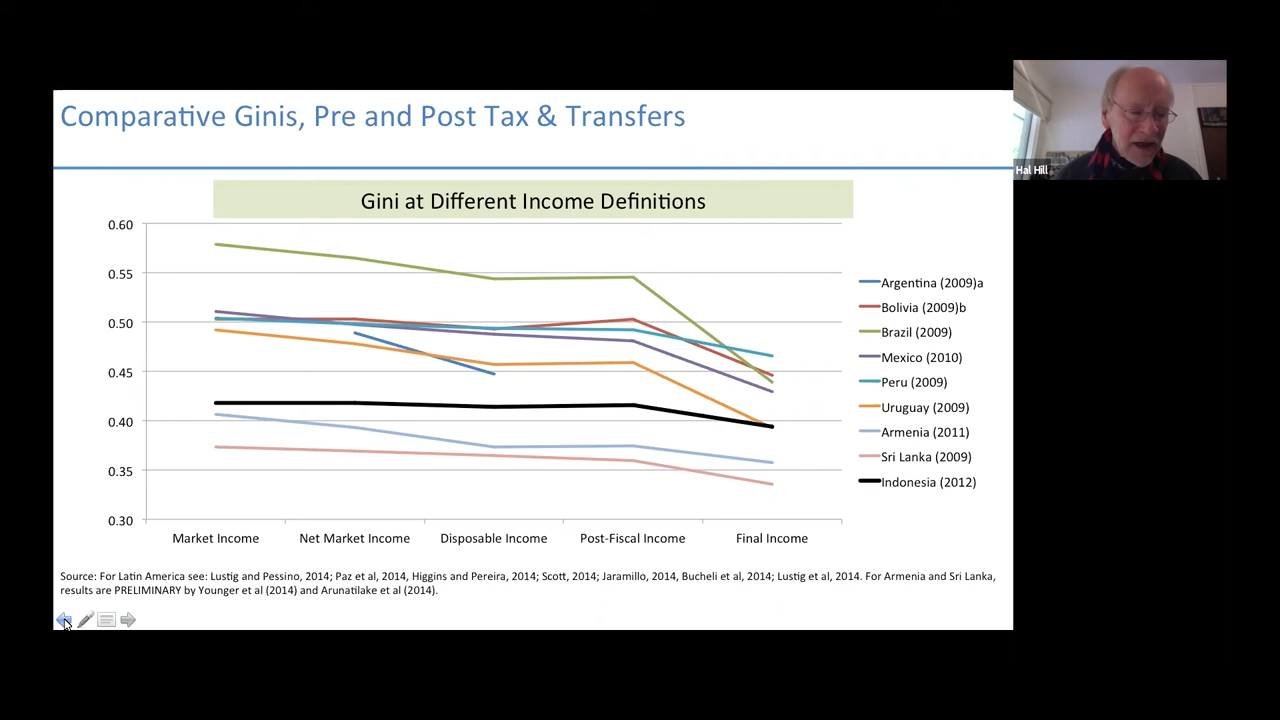 Comparative Ginis, Pre and Post Tax & Transfers
Hal Hill
Gini at Different Income Definitions
0.60
0.55
0.50
0.45
0.40
0.35
0.30
Argentina (2009)a
Bolivia (2009)b
Brazil (2009)
Mexico (2010)
Peru (2009)
Uruguay (2009)
Armenia (2011)
Sri Lanka (2009)
Indonesia (2012)
Market Income
Net Market Income
Disposable Income
Post-Fiscal Income
Final Income
Source: For Latin America see: Lustig and Pessino, 2014; Paz et al, 2014, Higgins and Pereira, 2014; Scott, 2014; Jaramillo, 2014, Bucheli et al, 2014; Lustig et al, 2014. For Armenia and Sri Lanka,
results are PRELIMINARY by Younger et al (2014) and Arunatilake et al (2014).